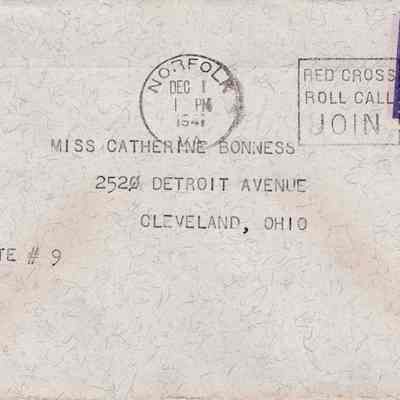 NORFOLK
DEC 1
1 PM
1941
VA.
RED CROSS
ROLL CALL
JOIN
MISS CATHERINE BONNESS
2520 DETROIT AVENUE
CLEVELAND, OHIO
TE # 9